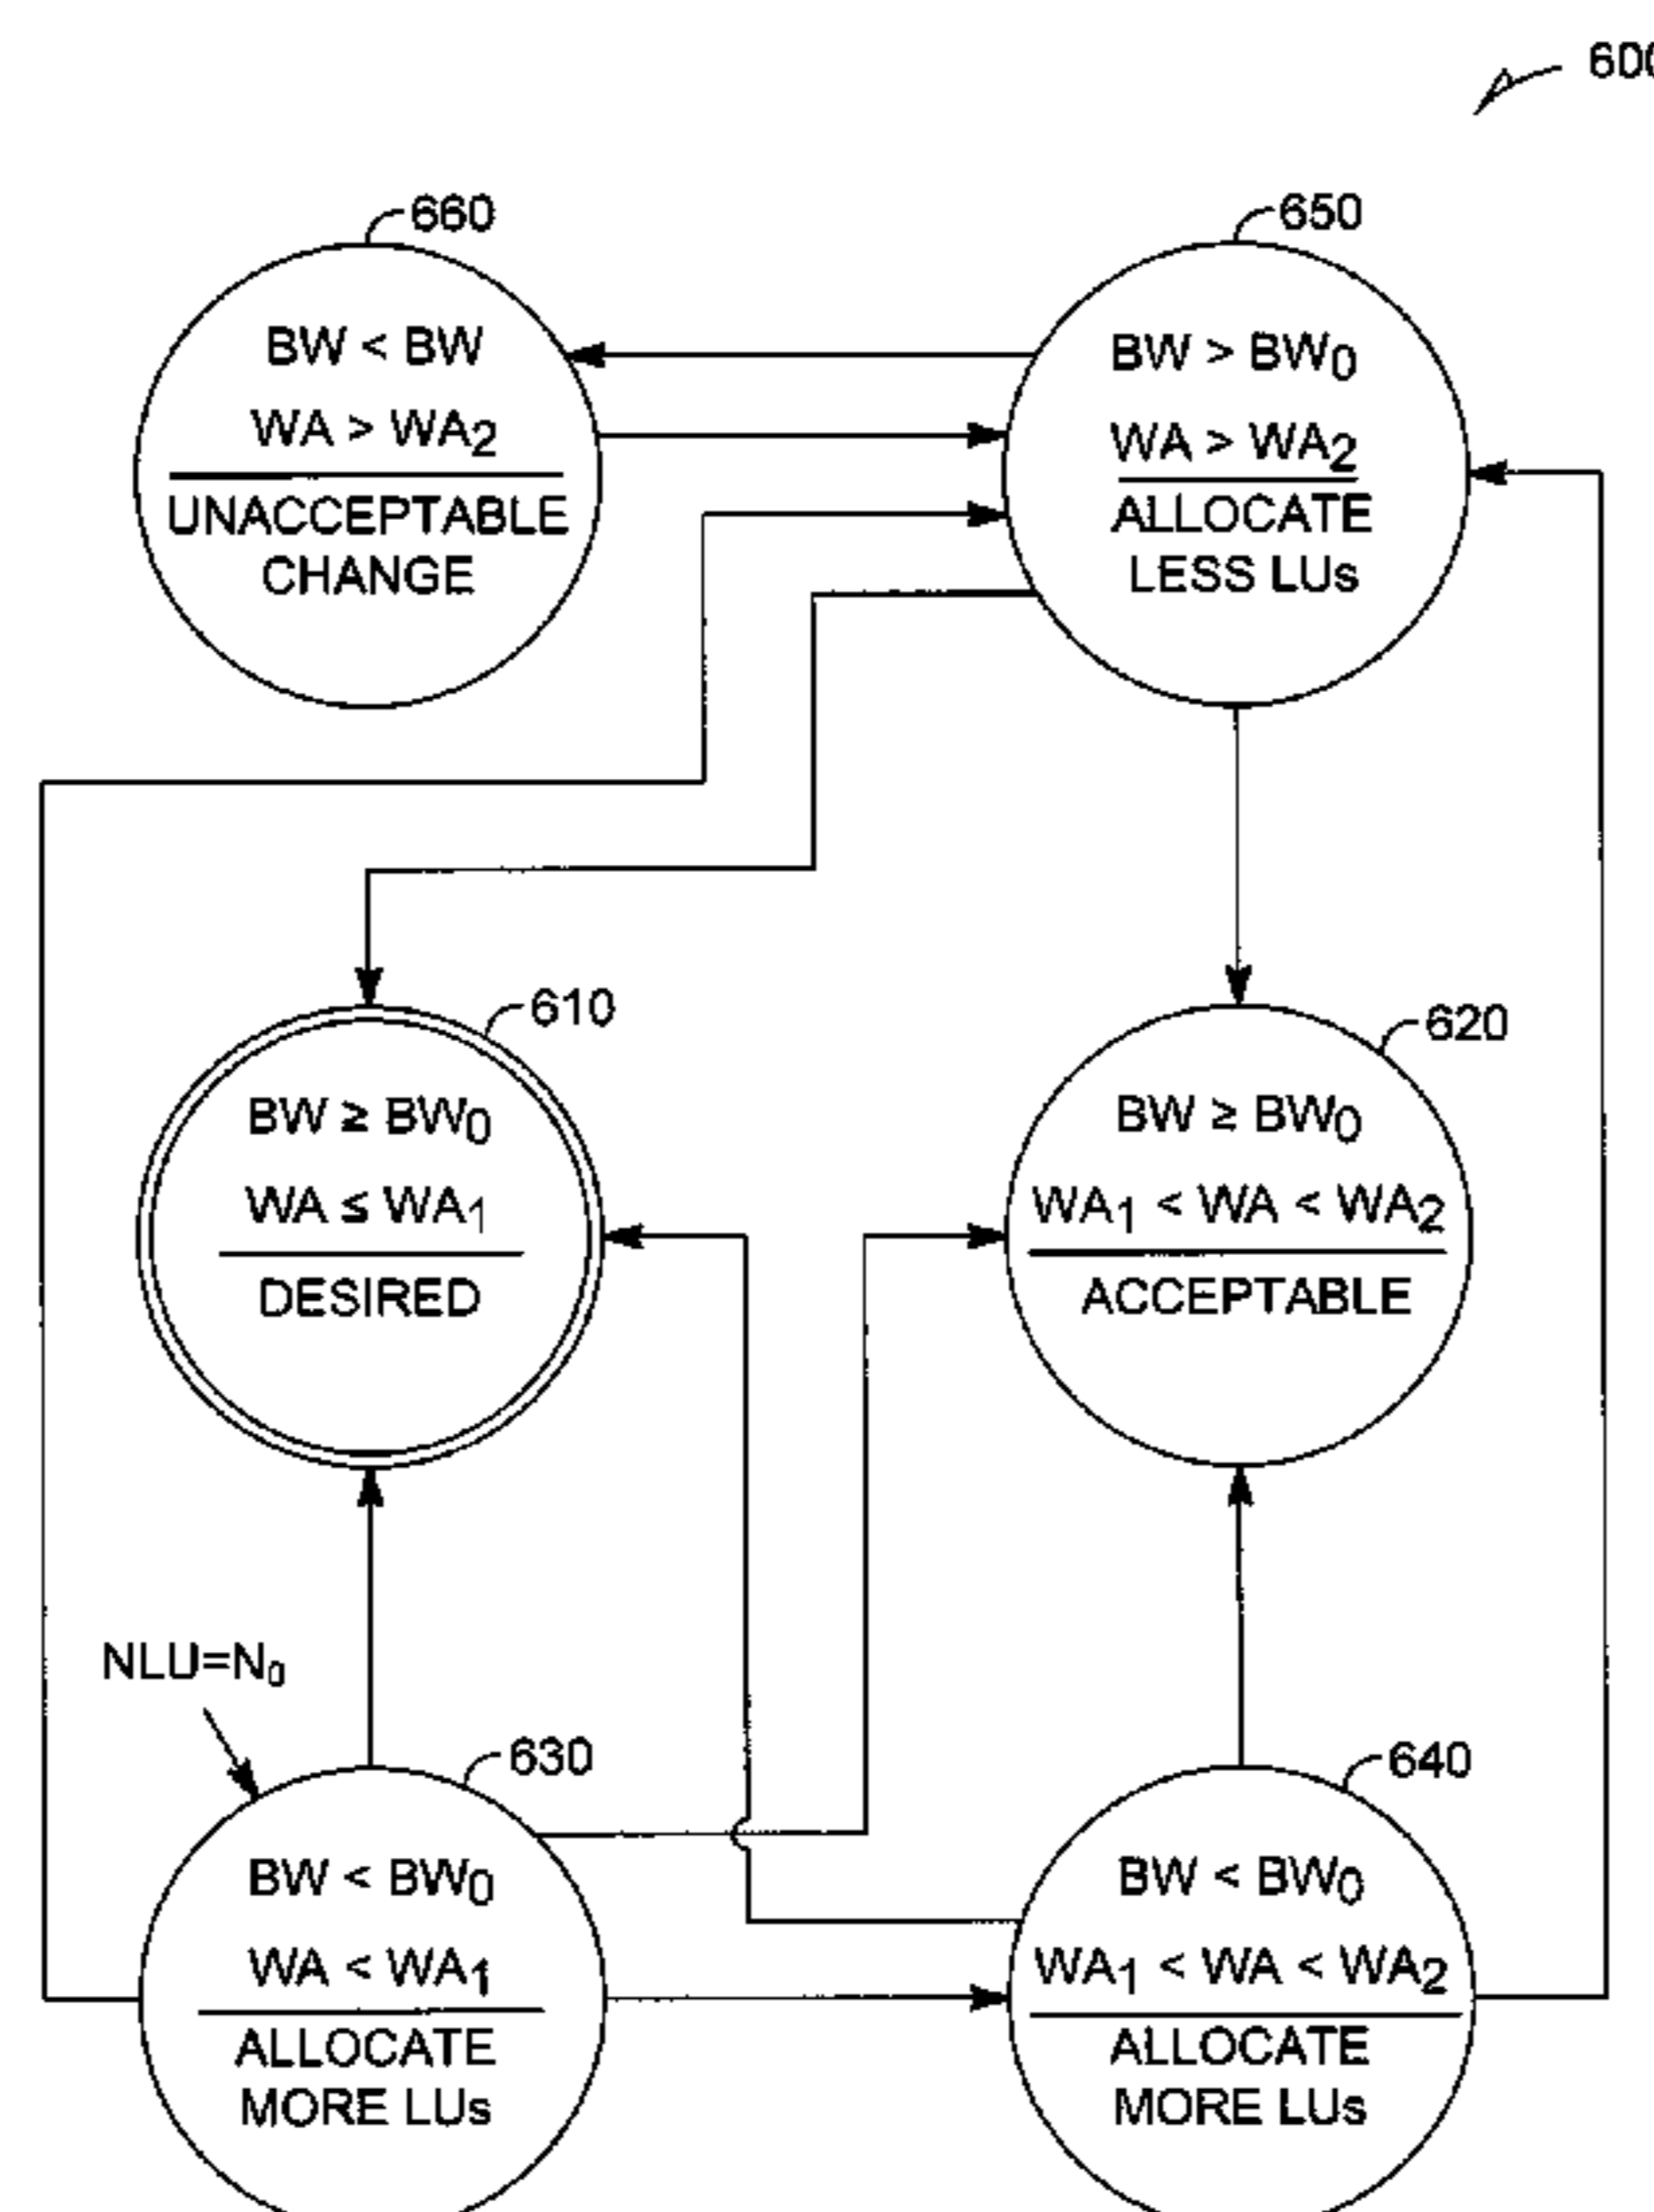 600
660
BW < BW
WA > WA2
UNACCEPTABLE
CHANGE
650
BW > BW0
WA > WA2
ALLOCATE
LESS LUs
610
BW ≥ BW0
WA ≤ WA1
DESIRED
620
BW ≥ BW0
WA1 < WA < WA2
ACCEPTABLE
NLU=N0
630
BW < BW0
WA < WA1
ALLOCATE
MORE LUs
640
BW < BW0
WA1 < WA < WA2
ALLOCATE
MORE LUs